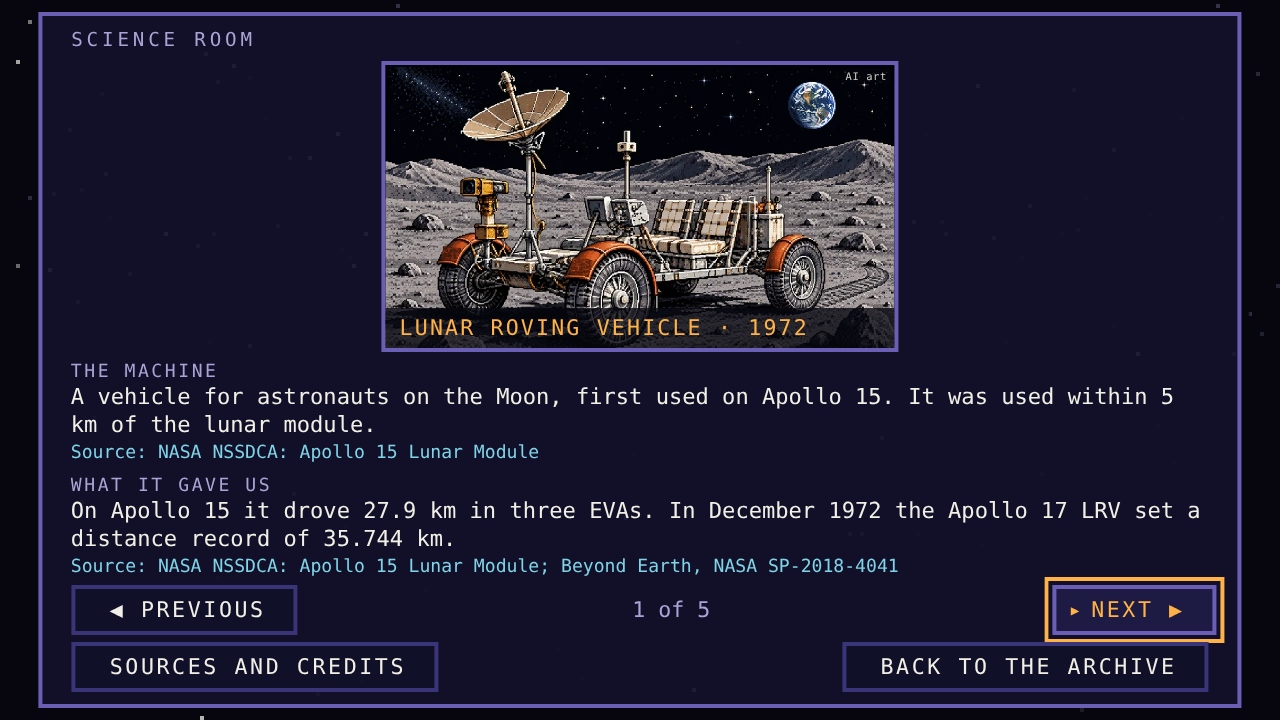 SCIENCE ROOM
AI art
LUNAR ROVING VEHICLE · 1972
THE MACHINE
A vehicle for astronauts on the Moon, first used on Apollo 15. It was used within 5
km of the lunar module.
Source: NASA NSSDCA: Apollo 15 Lunar Module
WHAT IT GAVE US
On Apollo 15 it drove 27.9 km in three EVAs. In December 1972 the Apollo 17 LRV set a
distance record of 35.744 km.
Source: NASA NSSDCA: Apollo 15 Lunar Module; Beyond Earth, NASA SP-2018-4041
◀ PREVIOUS
1 of 5
▸ NEXT ▶
SOURCES AND CREDITS
BACK TO THE ARCHIVE